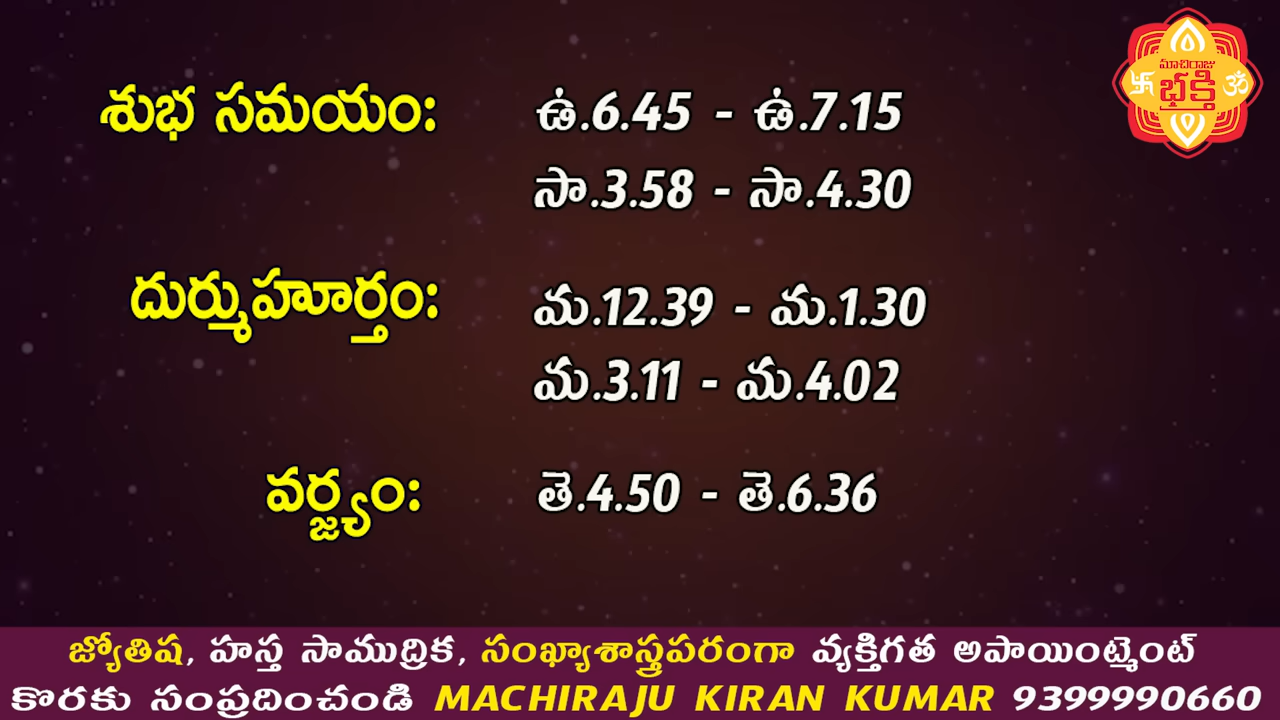 మాచిరాజు
భక్తి
శుభ సమయం: ఉ.6.45 - ఉ.7.15
సా.3.58 - సా.4.30
దుర్ముహూర్తం: మ.12.39 - మ.1.30
మ.3.11 - మ.4.02
వర్జ్యం: తె.4.50 - తె.6.36
జ్యోతిష, హస్త సాముద్రిక, సంఖ్యాశాస్త్రపరంగా వ్యక్తిగత అపాయింట్మెంట్
కొరకు సంప్రదించండి MACHIRAJU KIRAN KUMAR 9399990660